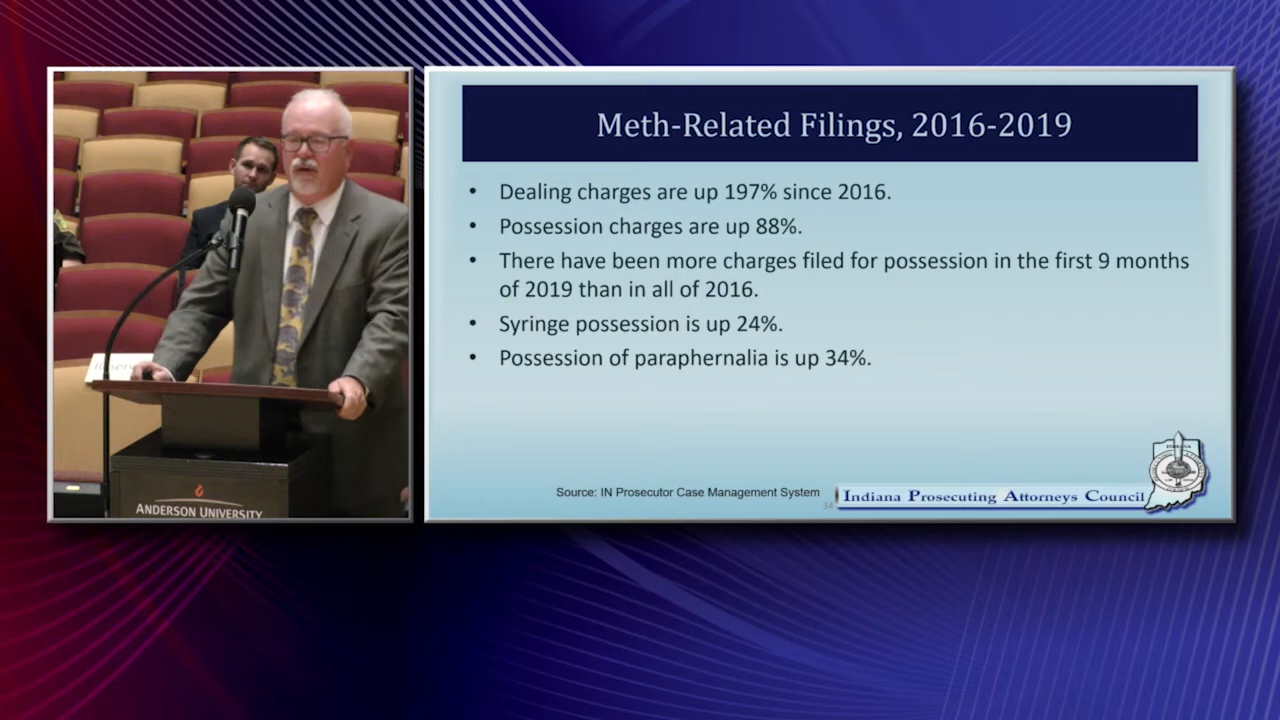 Meth-Related Filings, 2016-2019
• Dealing charges are up 197% since 2016.
• Possession charges are up 88%.
• There have been more charges filed for possession in the first 9 months
of 2019 than in all of 2016.
• Syringe possession is up 24%.
• Possession of paraphernalia is up 34%.
Source: IN Prosecutor Case Management System
34
Indiana Prosecuting Attorneys Council
INDIANA
ANDERSON UNIVERSITY